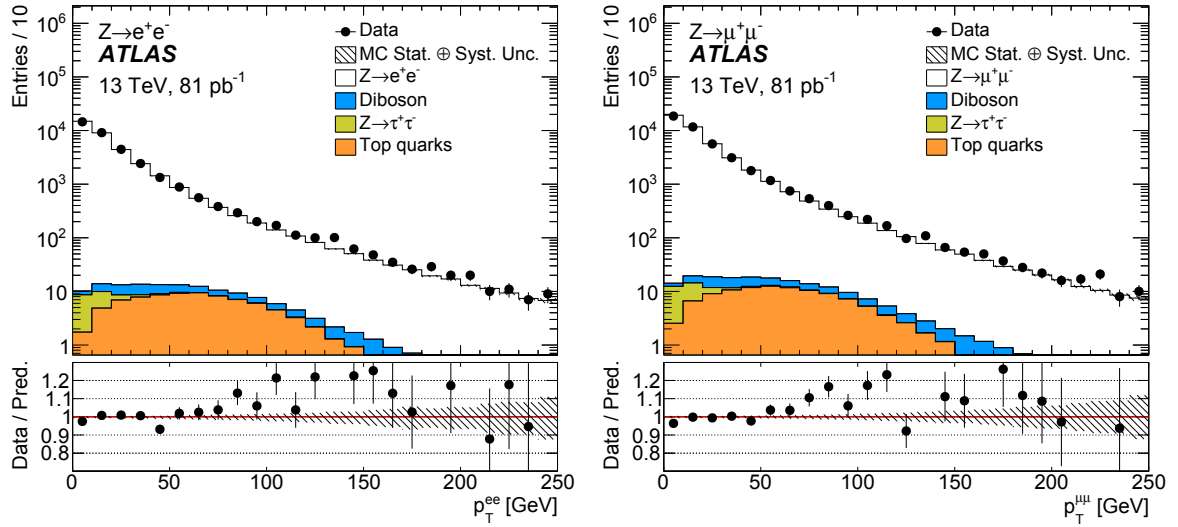 Entries / 10
10⁶
10⁵
10⁴
10³
10²
10
1
Z→e⁺e⁻
ATLAS
13 TeV, 81 pb⁻¹
Data
MC Stat. ⊕ Syst. Unc.
Z→e⁺e⁻
Diboson
Z→τ⁺τ⁻
Top quarks
Data / Pred.
1.2
1.1
1
0.9
0.8
0 50 100 150 200 250
p_T^ee [GeV]
Entries / 10
10⁶
10⁵
10⁴
10³
10²
10
1
Z→μ⁺μ⁻
ATLAS
13 TeV, 81 pb⁻¹
Data
MC Stat. ⊕ Syst. Unc.
Z→μ⁺μ⁻
Diboson
Z→τ⁺τ⁻
Top quarks
Data / Pred.
1.2
1.1
1
0.9
0.8
0 50 100 150 200 250
p_T^μμ [GeV]